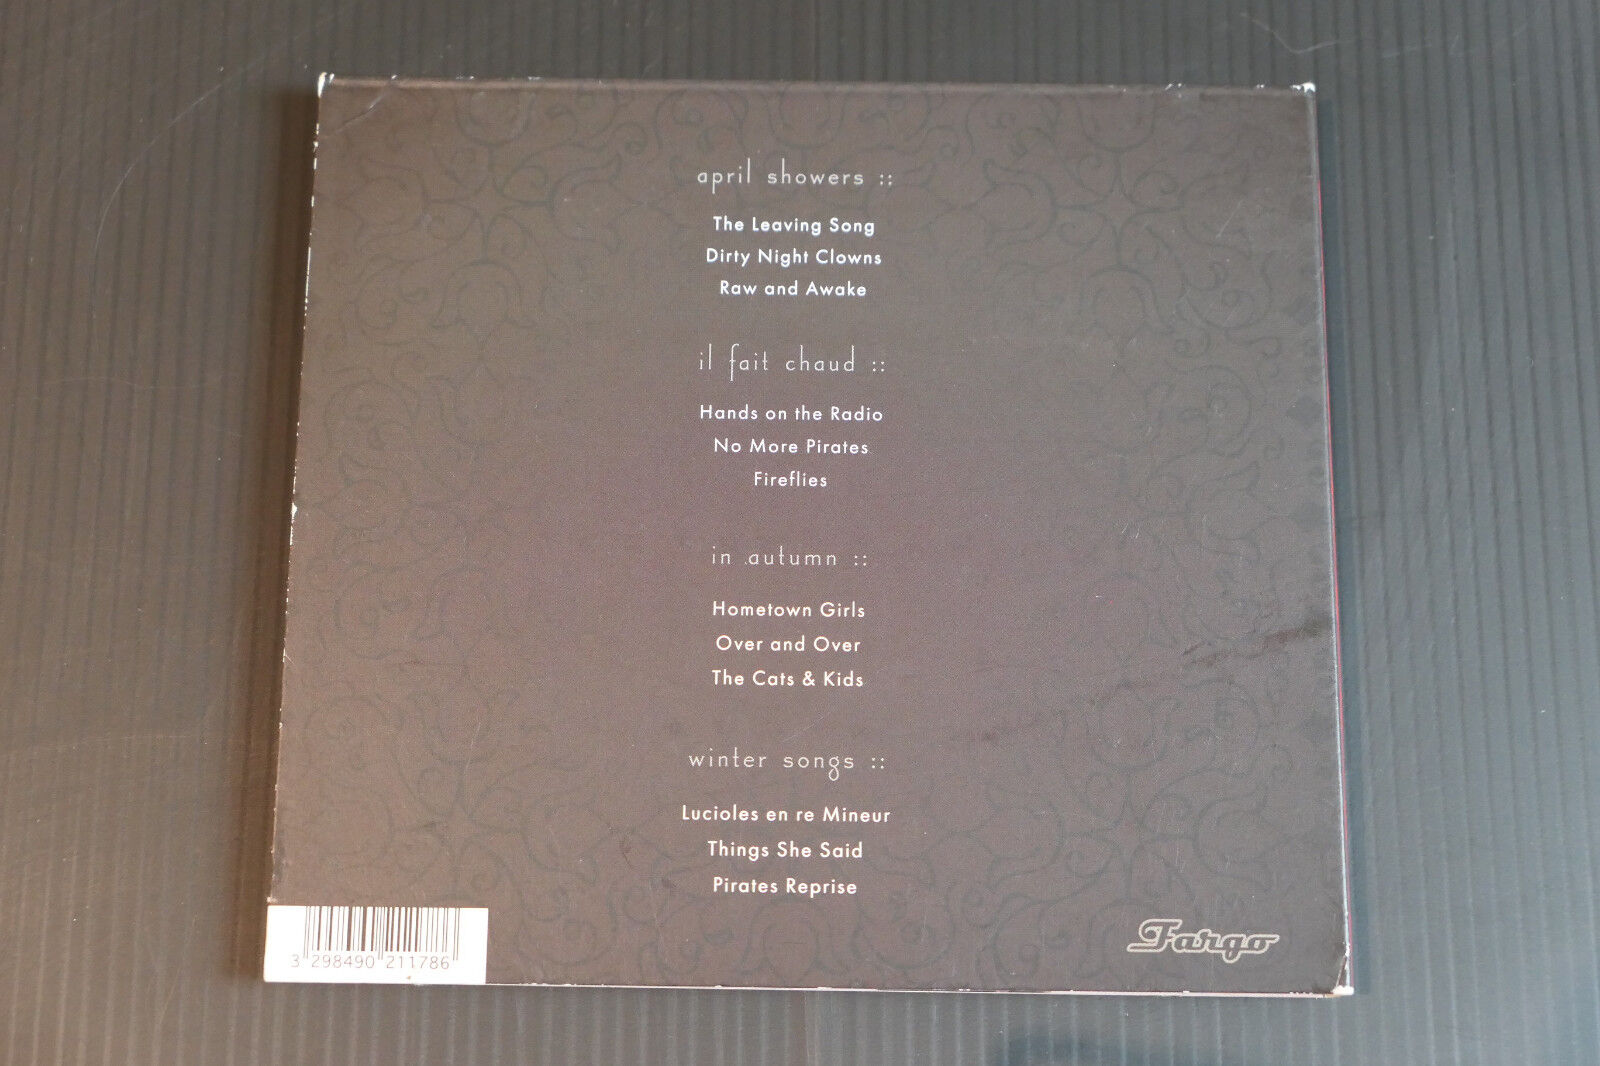 april showers ::
The Leaving Song
Dirty Night Clowns
Raw and Awake
il fait chaud ::
Hands on the Radio
No More Pirates
Fireflies
in autumn ::
Hometown Girls
Over and Over
The Cats & Kids
winter songs ::
Lucioles en re Mineur
Things She Said
Pirates Reprise
3 298490 211786
Fargo